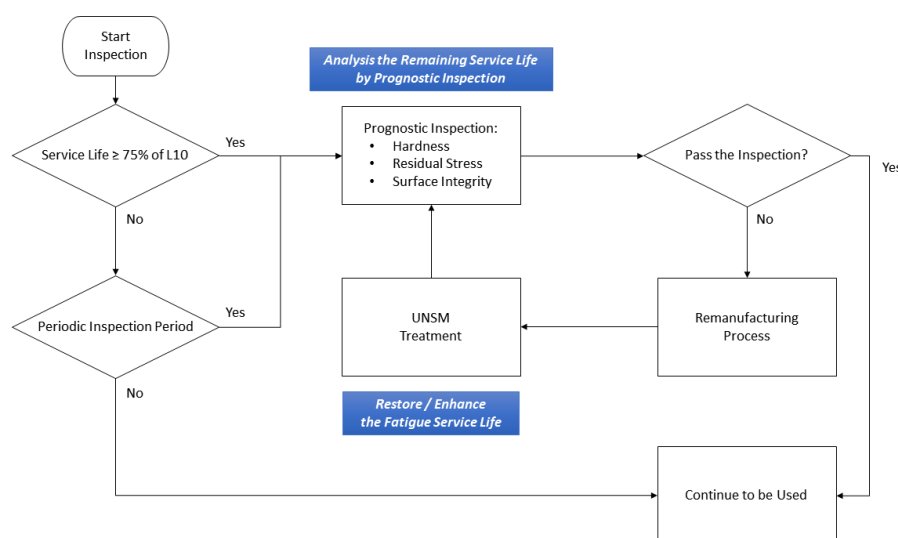 Start
Inspection
Analysis the Remaining Service Life
by Prognostic Inspection
Service Life ≥ 75% of L10
Yes
Prognostic Inspection:
• Hardness
• Residual Stress
• Surface Integrity
Pass the Inspection?
Yes
No
No
Periodic Inspection Period
Yes
UNSM
Treatment
Remanufacturing
Process
No
Restore / Enhance
the Fatigue Service Life
Continue to be Used